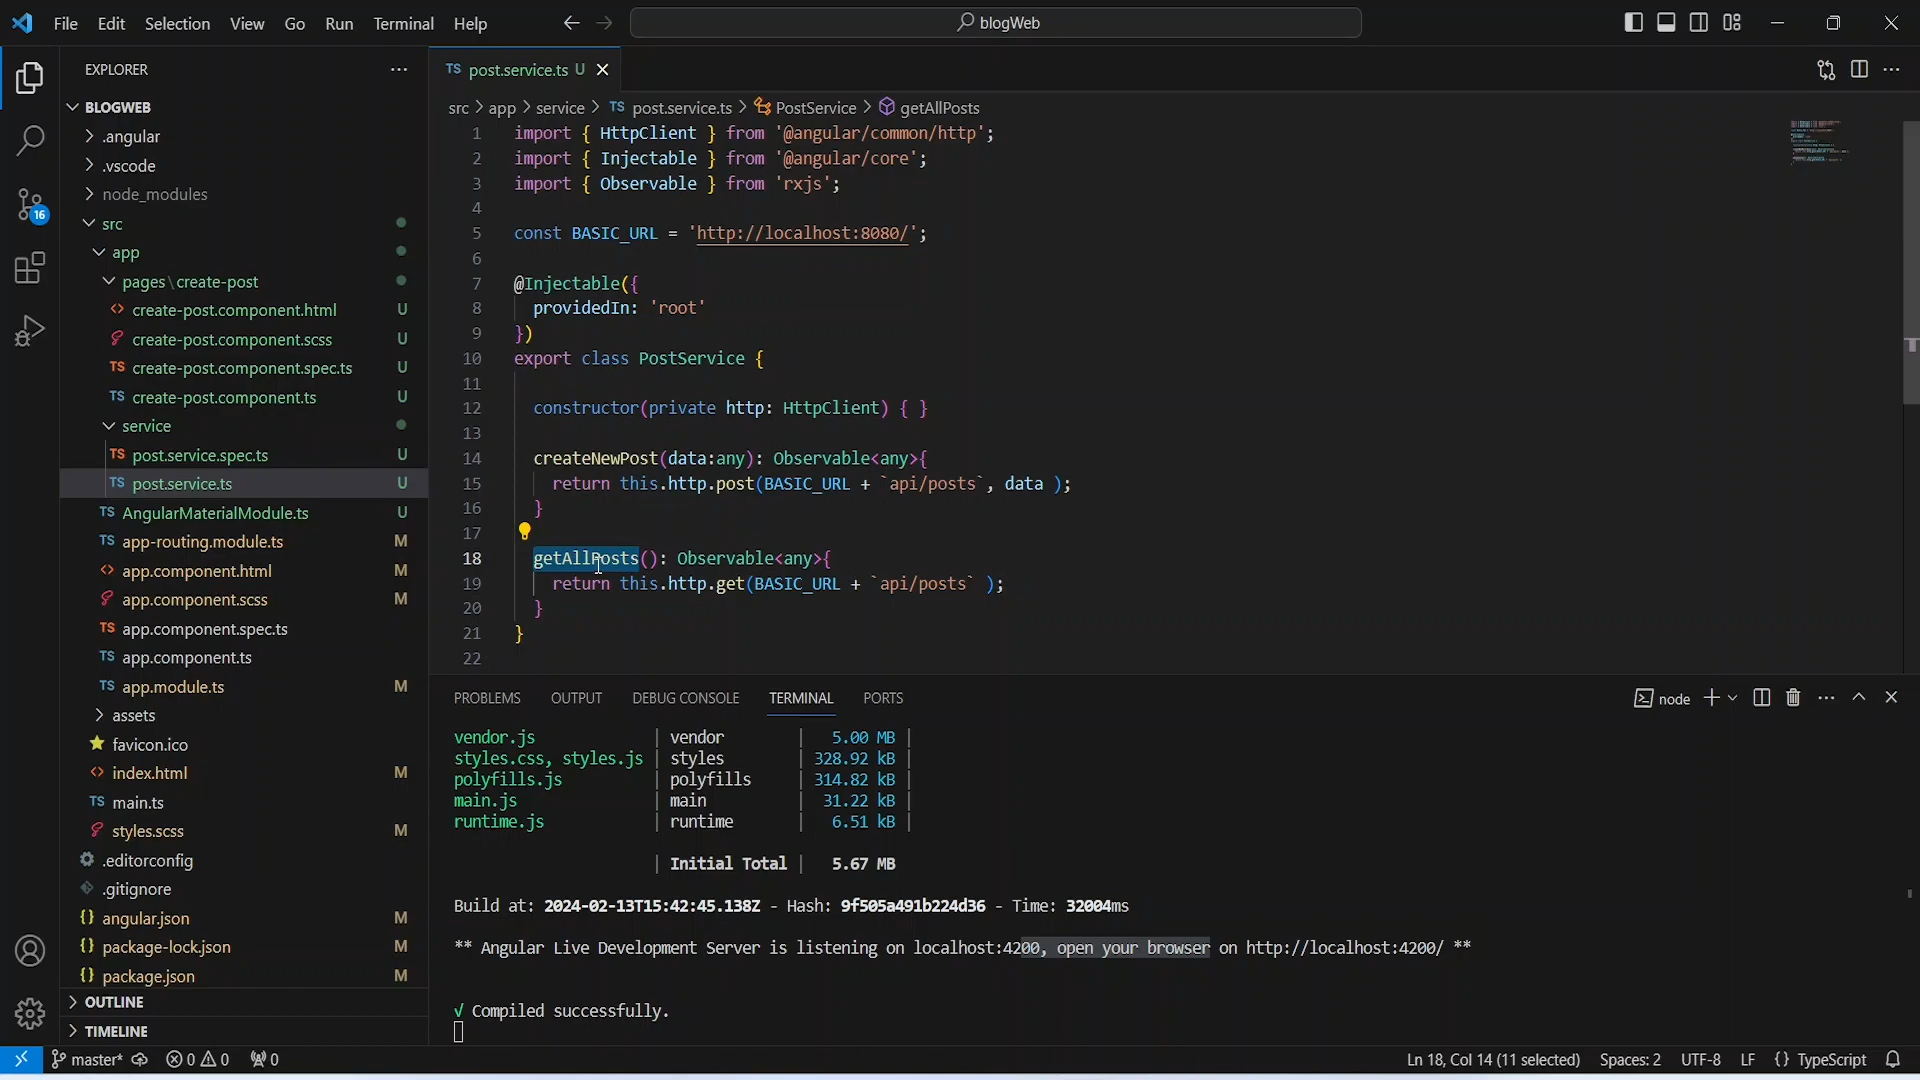 File Edit Selection View Go Run Terminal Help
blogWeb
EXPLORER
BLOGWEB
.angular
.vscode
node_modules
src
app
pages\create-post
create-post.component.html U
create-post.component.scss U
create-post.component.spec.ts U
create-post.component.ts U
service
TS post.service.spec.ts U
TS post.service.ts U
TS AngularMaterialModule.ts U
TS app-routing.module.ts M
app.component.html M
app.component.scss M
TS app.component.spec.ts
TS app.component.ts
TS app.module.ts M
assets
favicon.ico
index.html M
TS main.ts
styles.scss M
.editorconfig
.gitignore
{} angular.json M
{} package-lock.json M
{} package.json M
OUTLINE
TIMELINE
16
TS post.service.ts U
src > app > service > TS post.service.ts > PostService > getAllPosts
1 import { HttpClient } from '@angular/common/http';
2 import { Injectable } from '@angular/core';
3 import { Observable } from 'rxjs';
4
5 const BASIC_URL = 'http://localhost:8080/';
6
7 @Injectable({
8 providedIn: 'root'
9 })
10 export class PostService {
11
12 constructor(private http: HttpClient) { }
13
14 createNewPost(data:any): Observable<any>{
15 return this.http.post(BASIC_URL + `api/posts`, data );
16 }
17
18 getAllPosts(): Observable<any>{
19 return this.http.get(BASIC_URL + `api/posts` );
20 }
21 }
22
PROBLEMS OUTPUT DEBUG CONSOLE TERMINAL PORTS
node
vendor.js | vendor | 5.00 MB |
styles.css, styles.js | styles | 328.92 kB |
polyfills.js | polyfills | 314.82 kB |
main.js | main | 31.22 kB |
runtime.js | runtime | 6.51 kB |
| Initial Total | 5.67 MB
Build at: 2024-02-13T15:42:45.138Z - Hash: 9f505a491b224d36 - Time: 32004ms
** Angular Live Development Server is listening on localhost:4200, open your browser on http://localhost:4200/ **
√ Compiled successfully.
master* 0 0 0
Ln 18, Col 14 (11 selected) Spaces: 2 UTF-8 LF {} TypeScript